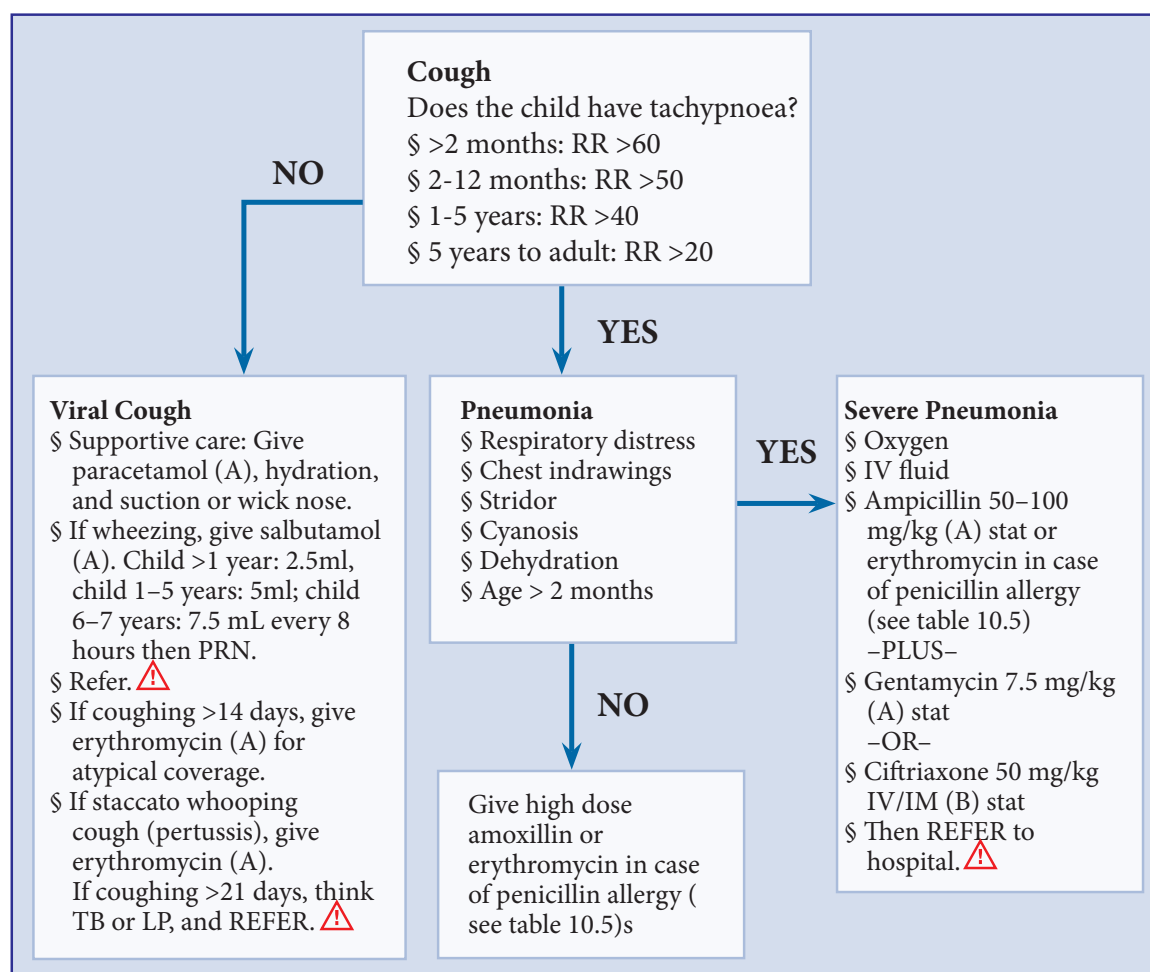 Cough
Does the child have tachypnoea?
§ >2 months: RR >60
§ 2-12 months: RR >50
§ 1-5 years: RR >40
§ 5 years to adult: RR >20
NO
YES
Viral Cough
§ Supportive care: Give
paracetamol (A), hydration,
and suction or wick nose.
§ If wheezing, give salbutamol
(A). Child >1 year: 2.5ml,
child 1–5 years: 5ml; child
6–7 years: 7.5 mL every 8
hours then PRN.
§ Refer.
§ If coughing >14 days, give
erythromycin (A) for
atypical coverage.
§ If staccato whooping
cough (pertussis), give
erythromycin (A).
If coughing >21 days, think
TB or LP, and REFER.
Pneumonia
§ Respiratory distress
§ Chest indrawings
§ Stridor
§ Cyanosis
§ Dehydration
§ Age > 2 months
YES
Severe Pneumonia
§ Oxygen
§ IV fluid
§ Ampicillin 50–100
mg/kg (A) stat or
erythromycin in case
of penicillin allergy
(see table 10.5)
–PLUS–
§ Gentamycin 7.5 mg/kg
(A) stat
–OR–
§ Ciftriaxone 50 mg/kg
IV/IM (B) stat
§ Then REFER to
hospital.
NO
Give high dose
amoxillin or
erythromycin in case
of penicillin allergy (
see table 10.5)s